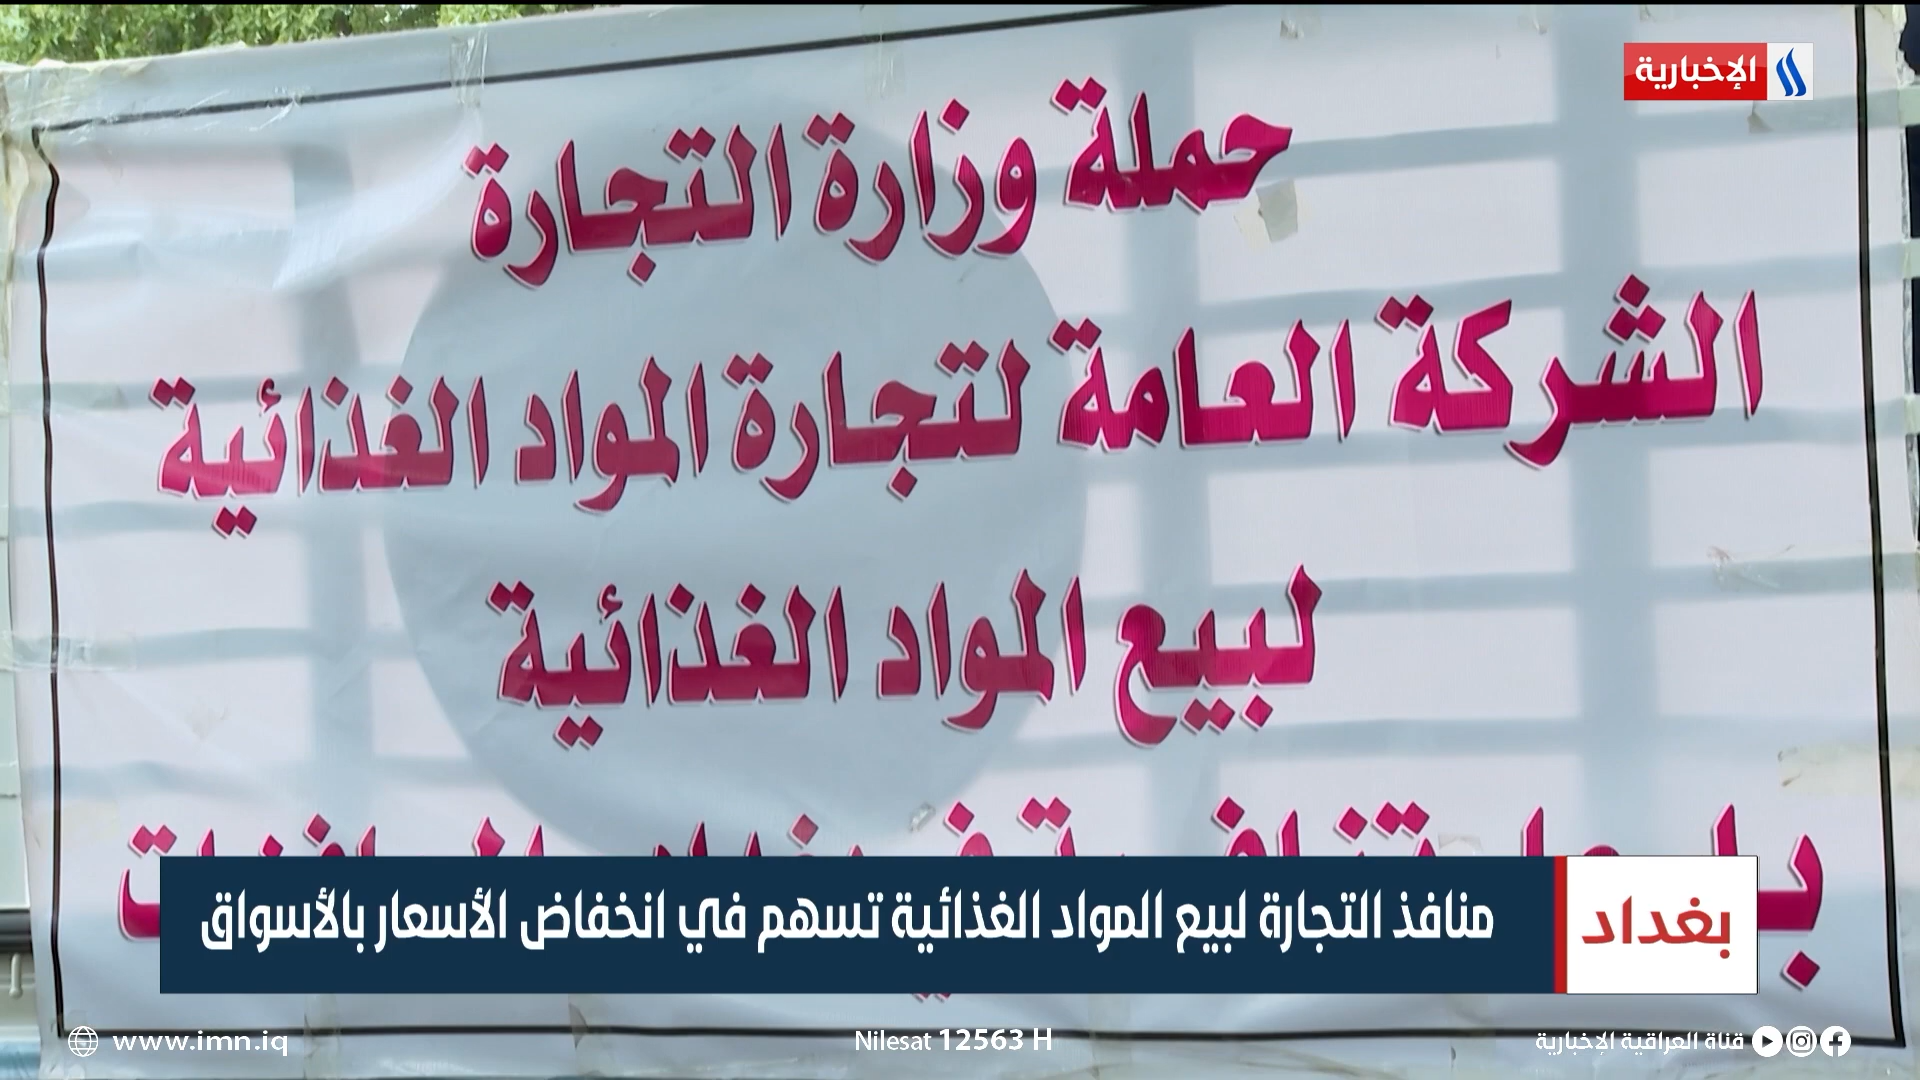 الإخبارية
حملة وزارة التجارة
الشركة العامة لتجارة المواد الغذائية
لبيع المواد الغذائية
بغداد
منافذ التجارة لبيع المواد الغذائية تسهم في انخفاض الأسعار بالأسواق
www.imn.iq
Nilesat 12563 H
قناة العراقية الإخبارية